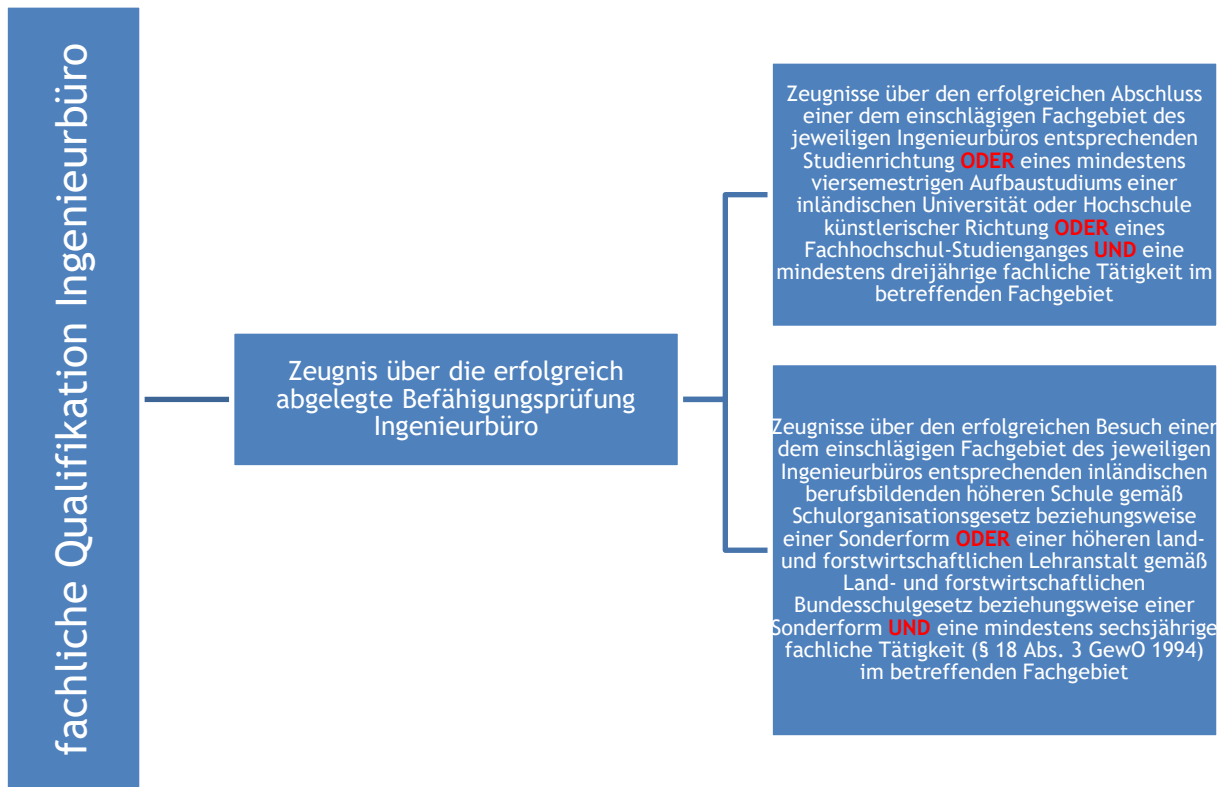 fachliche Qualifikation Ingenieurbüro
Zeugnis über die erfolgreich
abgelegte Befähigungsprüfung
Ingenieurbüro
Zeugnisse über den erfolgreichen Abschluss
einer dem einschlägigen Fachgebiet des
jeweiligen Ingenieurbüros entsprechenden
Studienrichtung ODER eines mindestens
viersemestrigen Aufbaustudiums einer
inländischen Universität oder Hochschule
künstlerischer Richtung ODER eines
Fachhochschul-Studienganges UND eine
mindestens dreijährige fachliche Tätigkeit im
betreffenden Fachgebiet
Zeugnisse über den erfolgreichen Besuch einer
dem einschlägigen Fachgebiet des jeweiligen
Ingenieurbüros entsprechenden inländischen
berufsbildenden höheren Schule gemäß
Schulorganisationsgesetz beziehungsweise
einer Sonderform ODER einer höheren land-
und forstwirtschaftlichen Lehranstalt gemäß
Land- und forstwirtschaftlichen
Bundesschulgesetz beziehungsweise einer
Sonderform UND eine mindestens sechsjährige
fachliche Tätigkeit (§ 18 Abs. 3 GewO 1994)
im betreffenden Fachgebiet